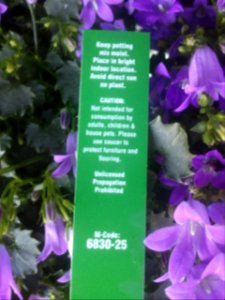 Keep potting
mix moist.
Place in bright
indoor location.
Avoid direct sun
on plant.
CAUTION:
Not intended for
consumption by
adults, children &
house pets. Please
use saucer to
protect furniture and
flooring.
Unlicensed
Propagation
Prohibited
M-Code:
6830-25